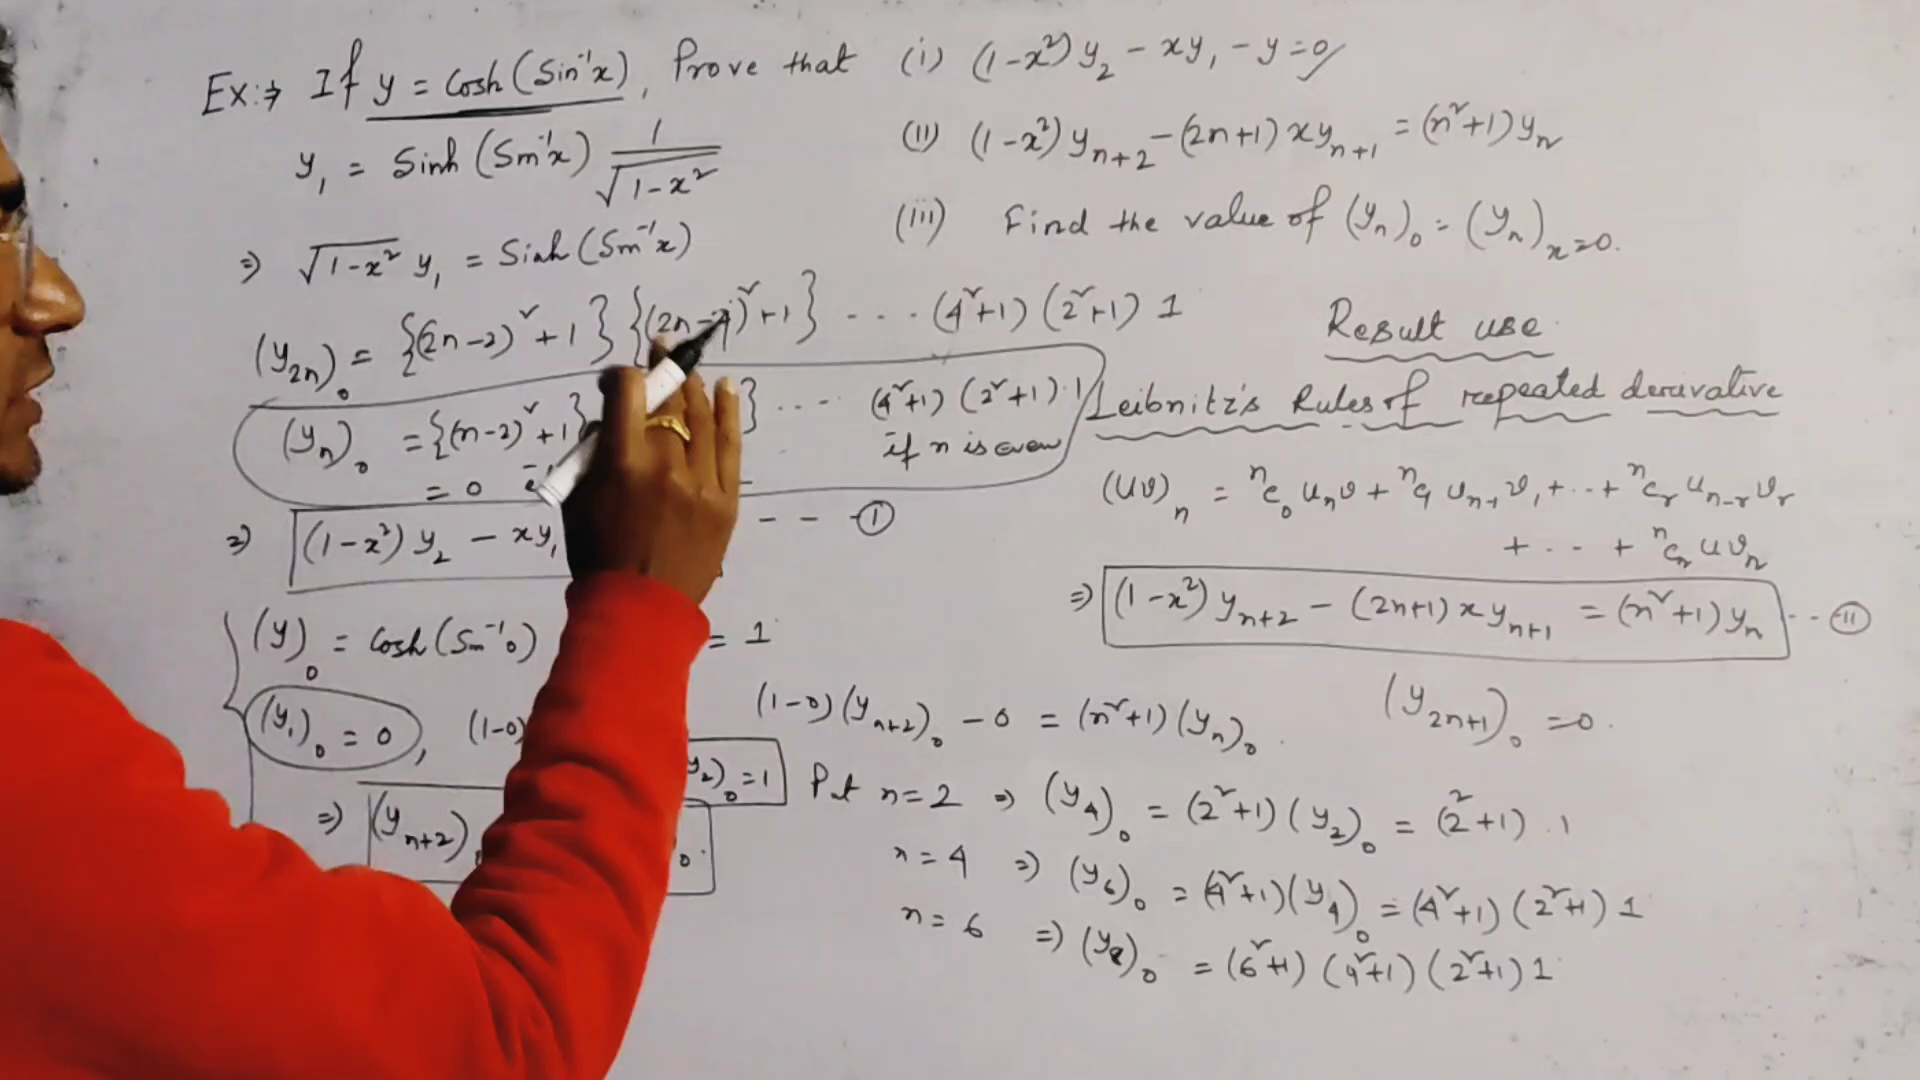 Ex:⇒ If y = Cosh (Sin⁻¹x), Prove that (i) (1-x²) y₂ - xy₁ - y = 0
y₁ = Sinh (Sin⁻¹x) 1/√(1-x²)
(ii) (1-x²) yₙ₊₂ - (2n+1) xyₙ₊₁ = (n²+1) yₙ
(iii) Find the value of (yₙ)₀ = (yₙ)ₓ₌₀.
⇒ √(1-x²) y₁ = Sinh (Sin⁻¹x)
(y₂ₙ)₀ = {(2n-2)²+1} {(2n-4)²+1} ... (4²+1) (2²+1) 1
(yₙ)₀ = {(n-2)²+1} } ... (4²+1) (2²+1).1
if n is even
= 0
⇒ (1-x²) y₂ - xy₁ -- (I)
(y)₀ = Cosh (Sin⁻¹0) = 1
(y₁)₀ = 0, (1-0) y₂)₀ = 1
⇒ (yₙ₊₂)₀ ₀.
Result use
Leibnitz's Rules of repeated derivative
(uv)ₙ = ⁿc₀ uₙv + ⁿc₁ uₙ₋₁ v₁ + ... + ⁿcᵣ uₙ₋ᵣ vᵣ
+ ... + ⁿcₙ u vₙ
⇒ (1-x²) yₙ₊₂ - (2n+1) x yₙ₊₁ = (n²+1) yₙ -- (II)
(1-0) (yₙ₊₂)₀ - 0 = (n²+1) (yₙ)₀.
(y₂ₙ₊₁)₀ = 0.
Put n=2 ⇒ (y₄)₀ = (2²+1) (y₂)₀ = (2²+1) .1
n=4 ⇒ (y₆)₀ = (4²+1) (y₄)₀ = (4²+1) (2²+1) 1
n=6 ⇒ (y₈)₀ = (6²+1) (4²+1) (2²+1) 1